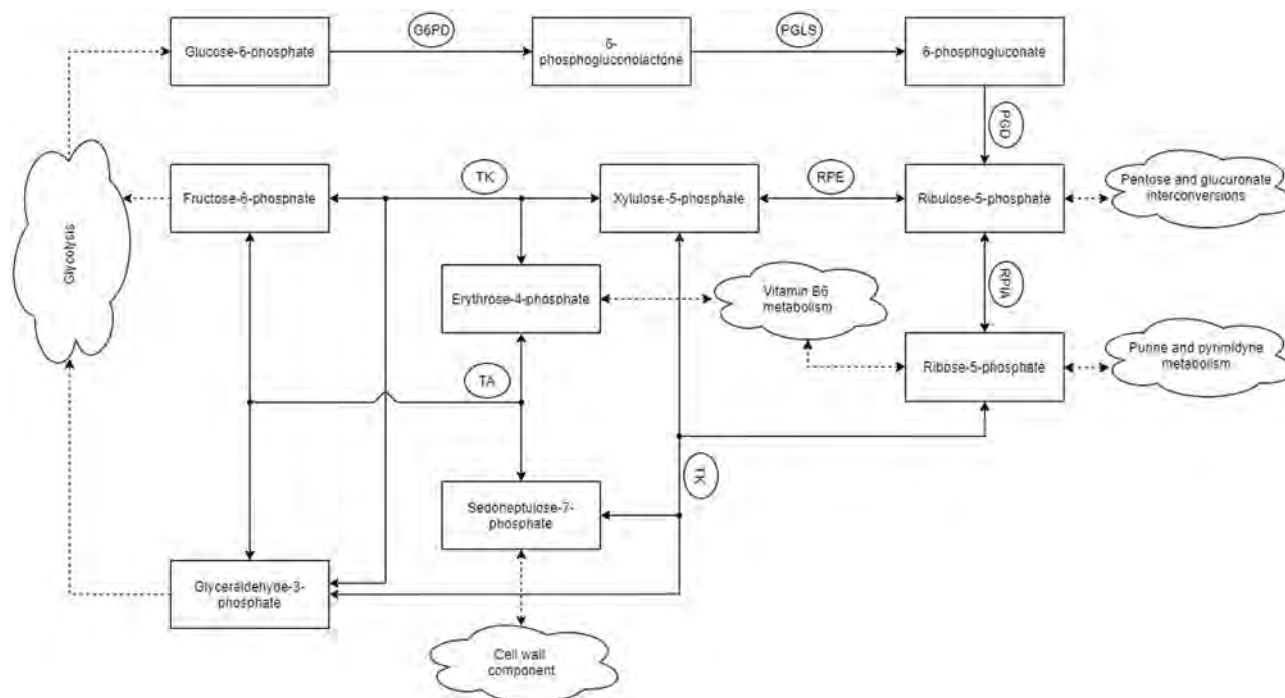 G6PD
PGLS
Glucose-6-phosphate
δ-
phosphogluconolactone
6-phosphogluconate
PGD
TK
RPE
Fructose-6-phosphate
Xylulose-5-phosphate
Ribulose-5-phosphate
Pentose and glucuronate
interconversions
Glycolysis
RPIA
Erythrose-4-phosphate
Vitamin B6
metabolism
Ribose-5-phosphate
Purine and pyrimidyne
metabolism
TA
TK
Sedoheptulose-7-
phosphate
Glyceraldehyde-3-
phosphate
Cell wall
component